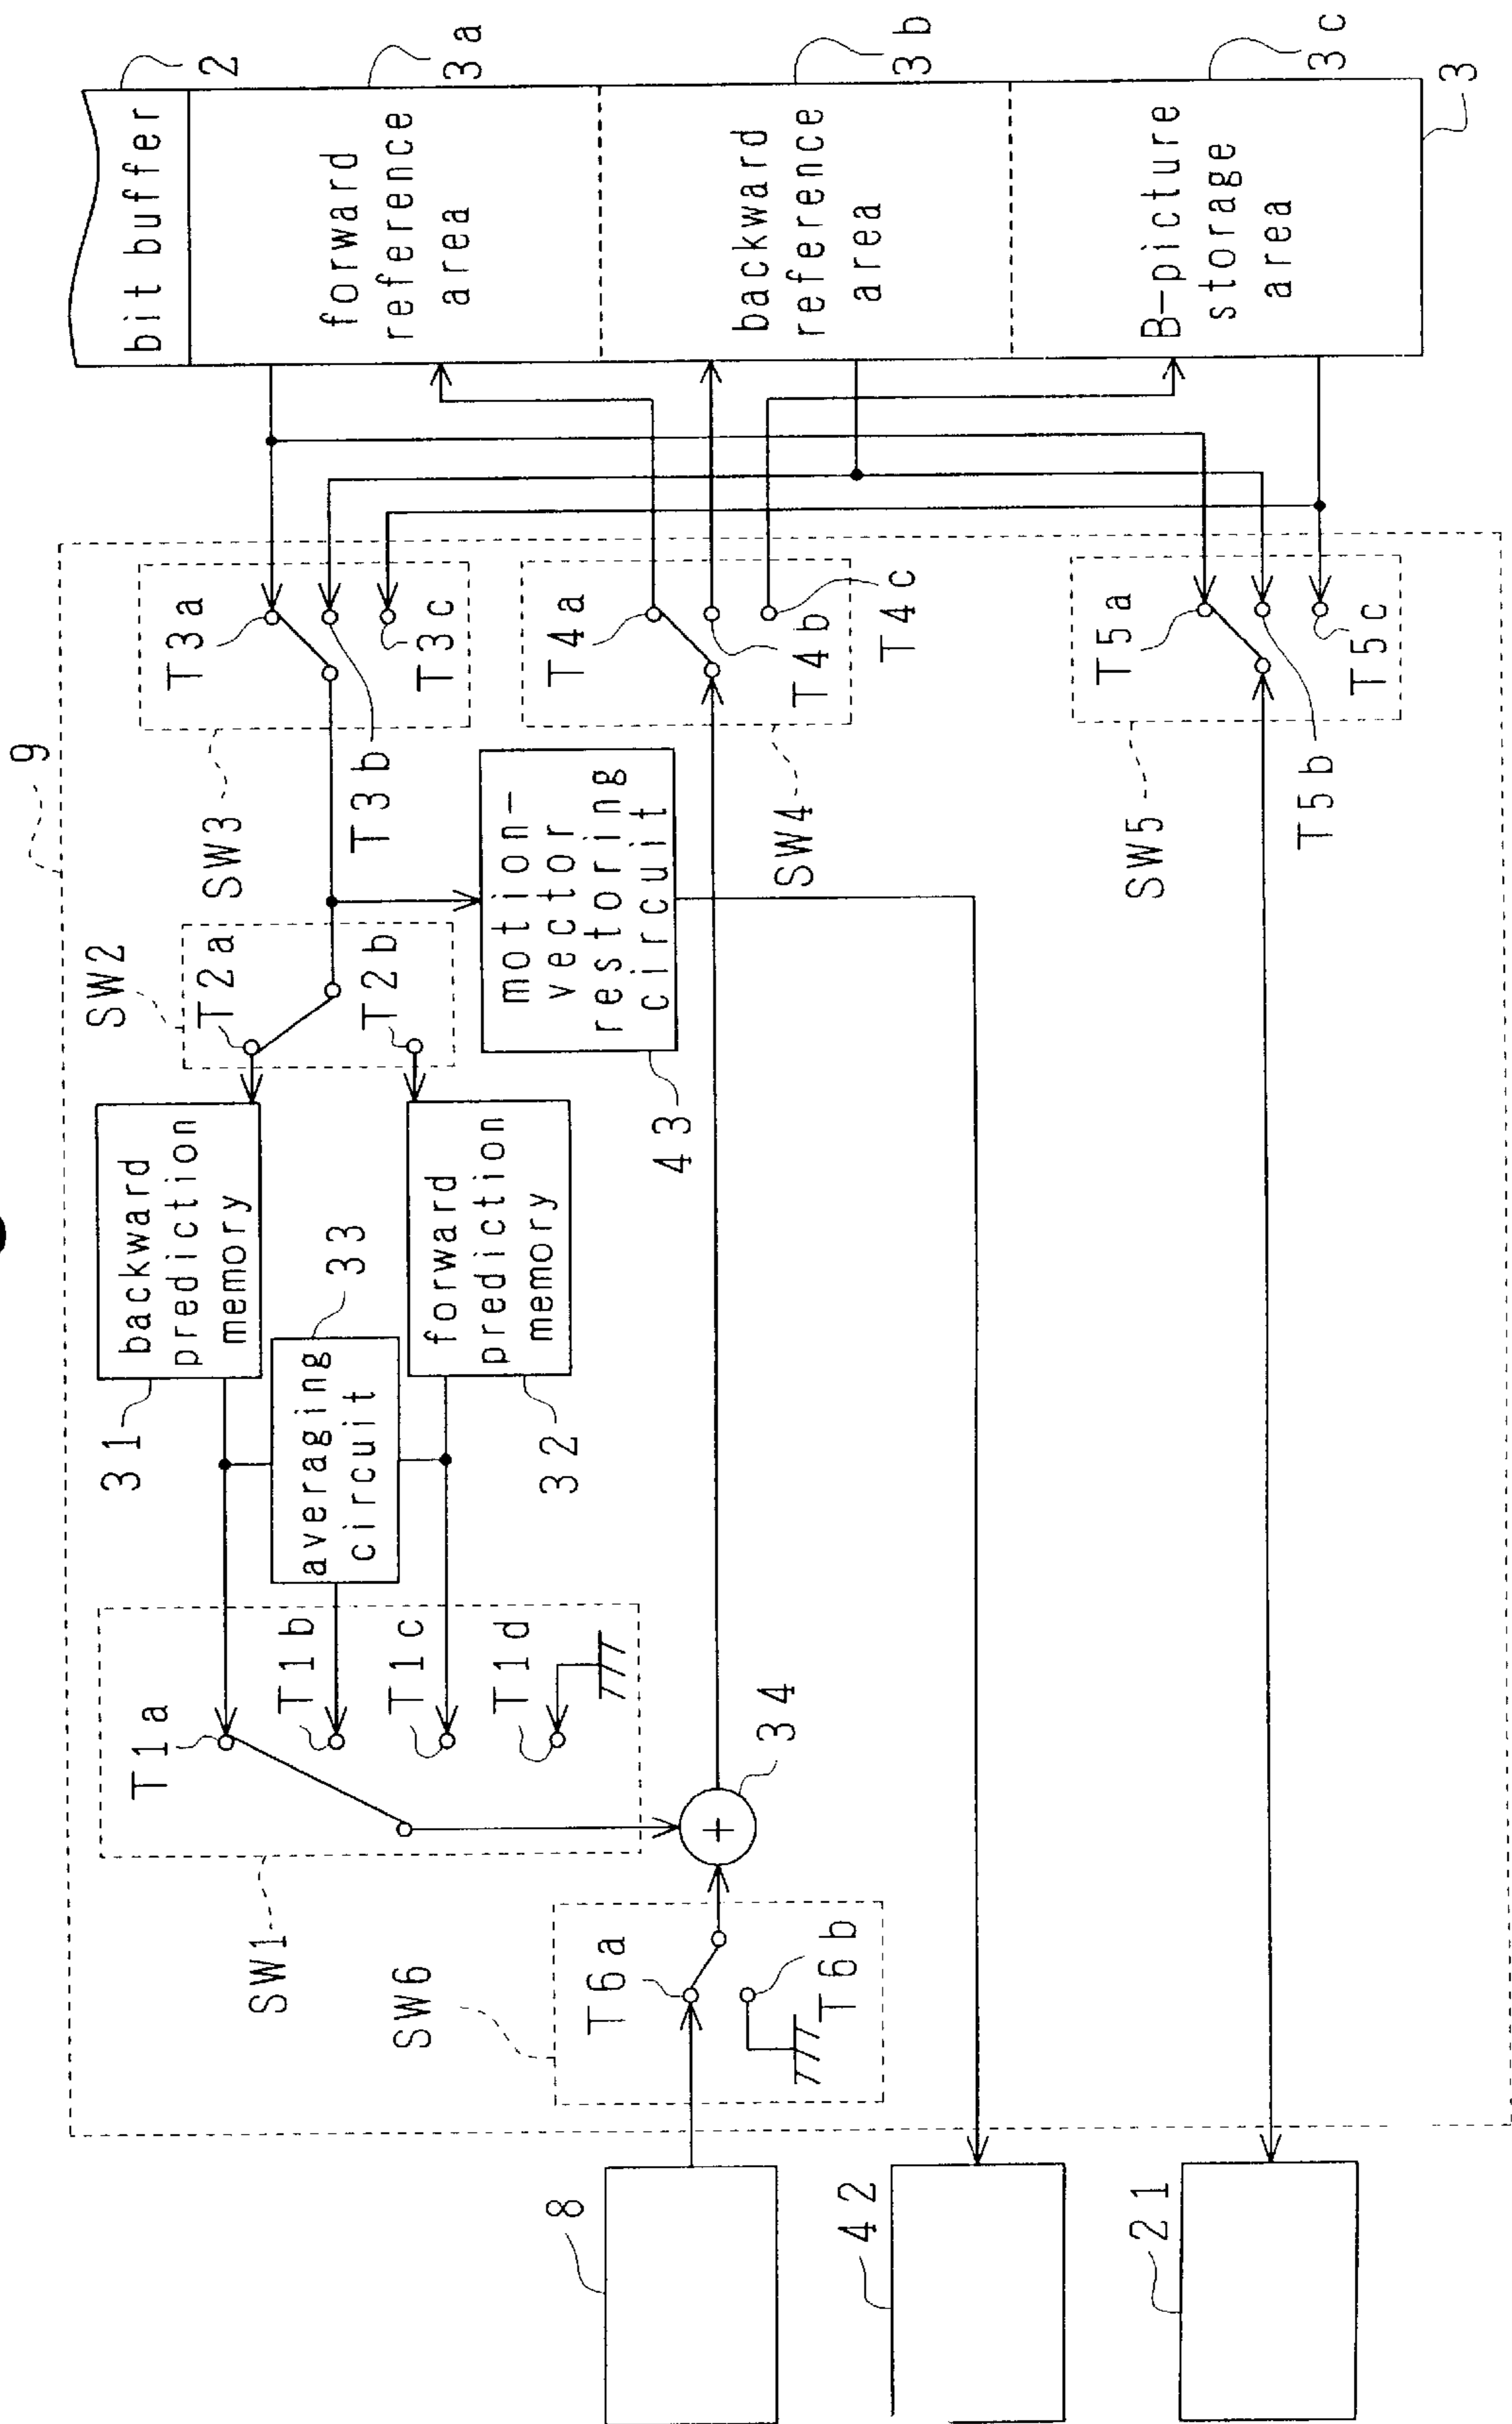 9
bit buffer
2
forward
reference
area
3a
backward
reference
area
3b
B-picture
storage
area
3c
3
T3a
T3b
T3c
SW3
T4a
T4b
T4c
SW4
T5a
T5b
T5c
SW5
SW2
T2a
T2b
motion-
vector
restoring
circuit
43
backward
prediction
memory
31
averaging
circuit
33
forward
prediction
memory
32
T1a
T1b
T1c
T1d
SW1
+
34
SW6
T6a
T6b
8
42
21